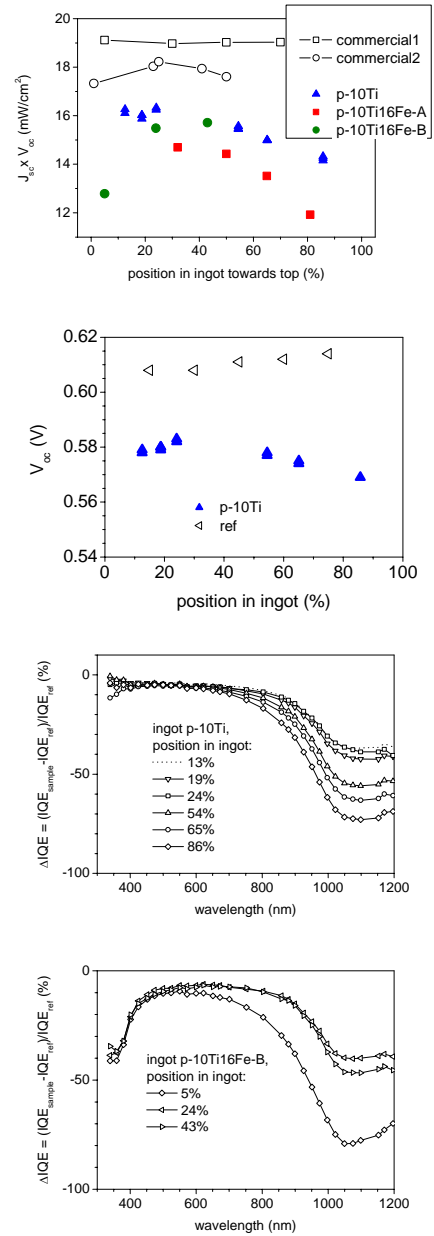 20
18
16
14
12
0 20 40 60 80 100
J_sc x V_oc (mW/cm²)
position in ingot towards top (%)
commercial1
commercial2
p-10Ti
p-10Ti16Fe-A
p-10Ti16Fe-B
0.62
0.60
0.58
0.56
0.54
0 20 40 60 80 100
V_oc (V)
position in ingot (%)
p-10Ti
ref
0
-50
-100
400 600 800 1000 1200
ΔIQE = (IQE_sample-IQE_ref)/IQE_ref (%)
wavelength (nm)
ingot p-10Ti,
position in ingot:
13%
19%
24%
54%
65%
86%
0
-50
-100
400 600 800 1000 1200
ΔIQE = (IQE_sample-IQE_ref)/IQE_ref (%)
wavelength (nm)
ingot p-10Ti16Fe-B,
position in ingot:
5%
24%
43%